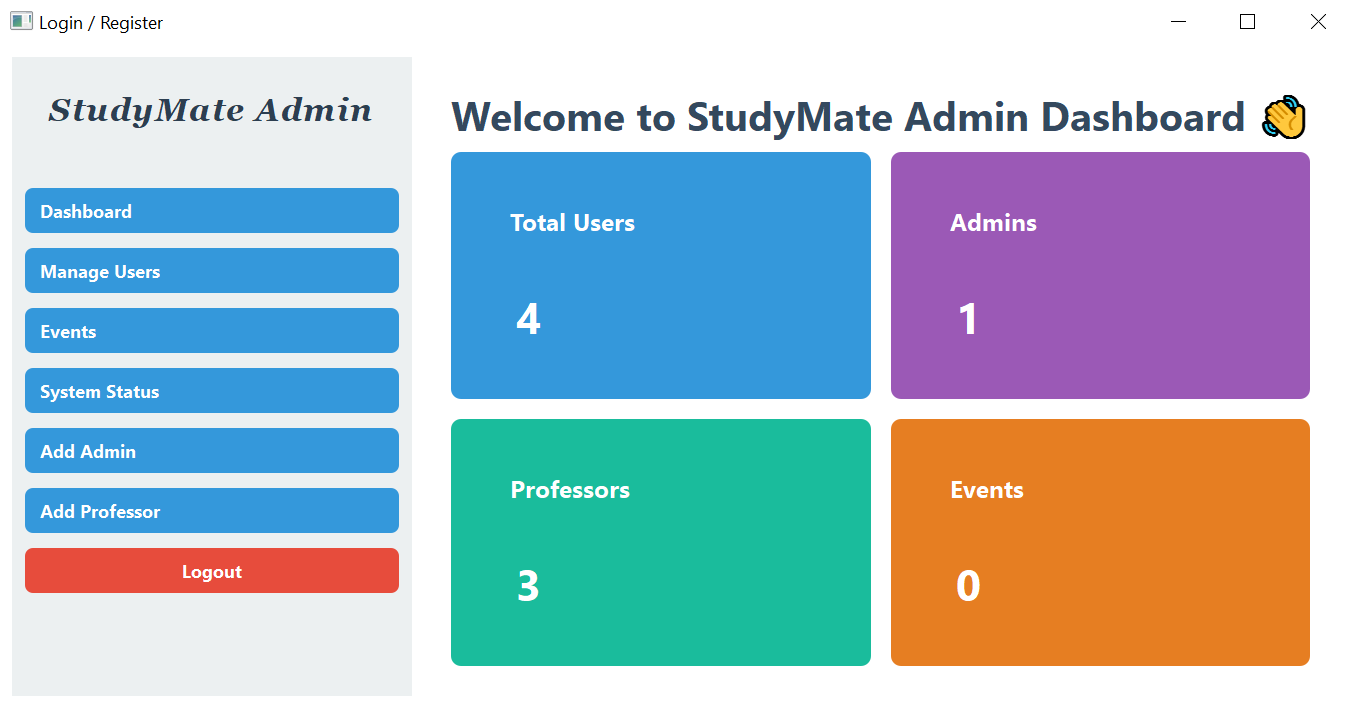 Login / Register
StudyMate Admin
Dashboard
Manage Users
Events
System Status
Add Admin
Add Professor
Logout
Welcome to StudyMate Admin Dashboard 👋
Total Users
4
Admins
1
Professors
3
Events
0